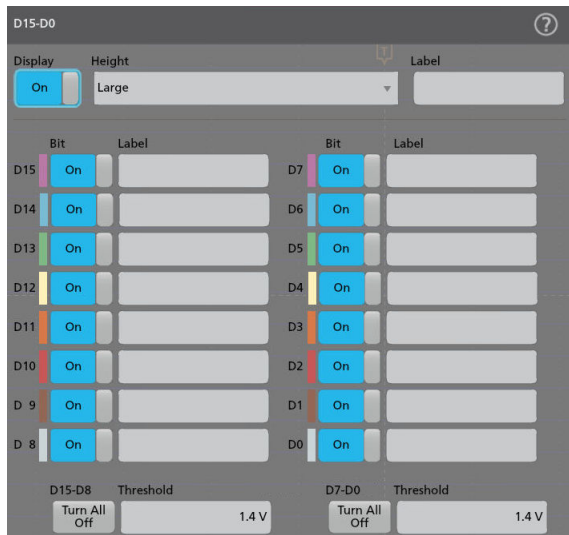 D15-D0 ?
T
Display Height Label
On Large
Bit Label Bit Label
D15 On D7 On
D14 On D6 On
D13 On D5 On
D12 On D4 On
D11 On D3 On
D10 On D2 On
D 9 On D1 On
D 8 On D0 On
D15-D8 Threshold D7-D0 Threshold
Turn All Off 1.4 V Turn All Off 1.4 V